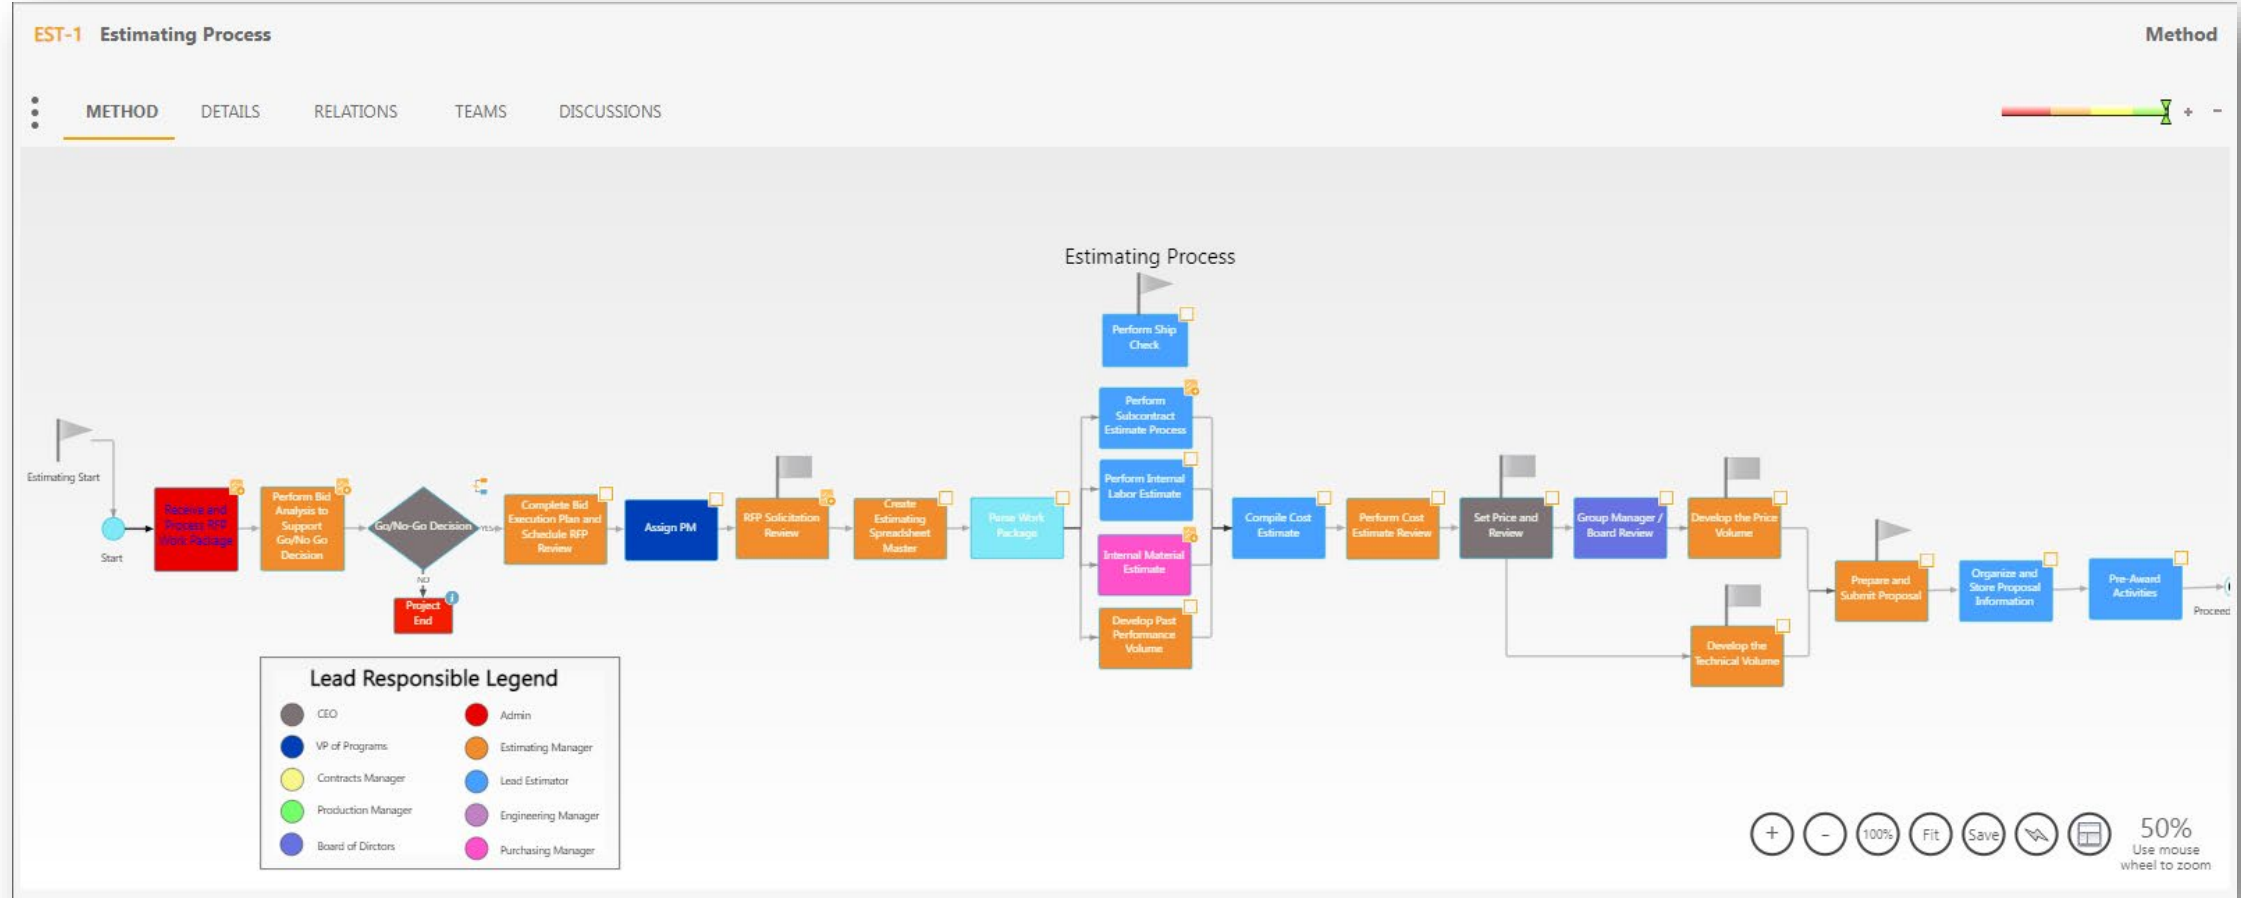 EST-1 Estimating Process
Method
METHOD
DETAILS
RELATIONS
TEAMS
DISCUSSIONS
+ -
Estimating Process
Perform Ship
Check
Estimating Start
Start
Receive and
Process RFP
Work Package
Perform Bid
Analysis to
Support
Go/No Go
Decision
Go/No-Go Decision
YES
NO
Project
End
Complete Bid
Execution Plan and
Schedule RFP
Review
Assign PM
RFP Solicitation
Review
Create
Estimating
Spreadsheet
Master
Parse Work
Package
Perform
Subcontract
Estimate Process
Perform Internal
Labor Estimate
Internal Material
Estimate
Develop Past
Performance
Volume
Compile Cost
Estimate
Perform Cost
Estimate Review
Set Price and
Review
Group Manager /
Board Review
Develop the Price
Volume
Develop the
Technical Volume
Prepare and
Submit Proposal
Organize and
Store Proposal
Information
Pre-Award
Activities
Proceed
Lead Responsible Legend
CEO
VP of Programs
Contracts Manager
Production Manager
Board of Dirctors
Admin
Estimating Manager
Lead Estimator
Engineering Manager
Purchasing Manager
+
-
100%
Fit
Save
50%
Use mouse
wheel to zoom